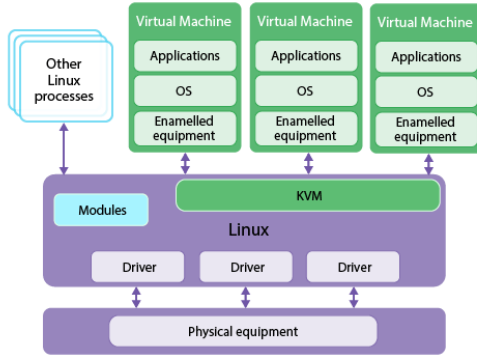 Other
Linux
processes
Virtual Machine
Applications
OS
Enamelled
equipment
Virtual Machine
Applications
OS
Enamelled
equipment
Virtual Machine
Applications
OS
Enamelled
equipment
Modules
KVM
Linux
Driver
Driver
Driver
Physical equipment